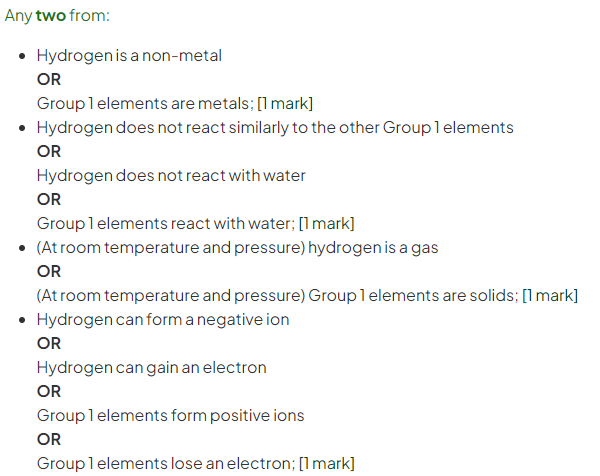 Any two from:
• Hydrogen is a non-metal
OR
Group 1 elements are metals; [1 mark]
• Hydrogen does not react similarly to the other Group 1 elements
OR
Hydrogen does not react with water
OR
Group 1 elements react with water; [1 mark]
• (At room temperature and pressure) hydrogen is a gas
OR
(At room temperature and pressure) Group 1 elements are solids; [1 mark]
• Hydrogen can form a negative ion
OR
Hydrogen can gain an electron
OR
Group 1 elements form positive ions
OR
Group 1 elements lose an electron; [1 mark]